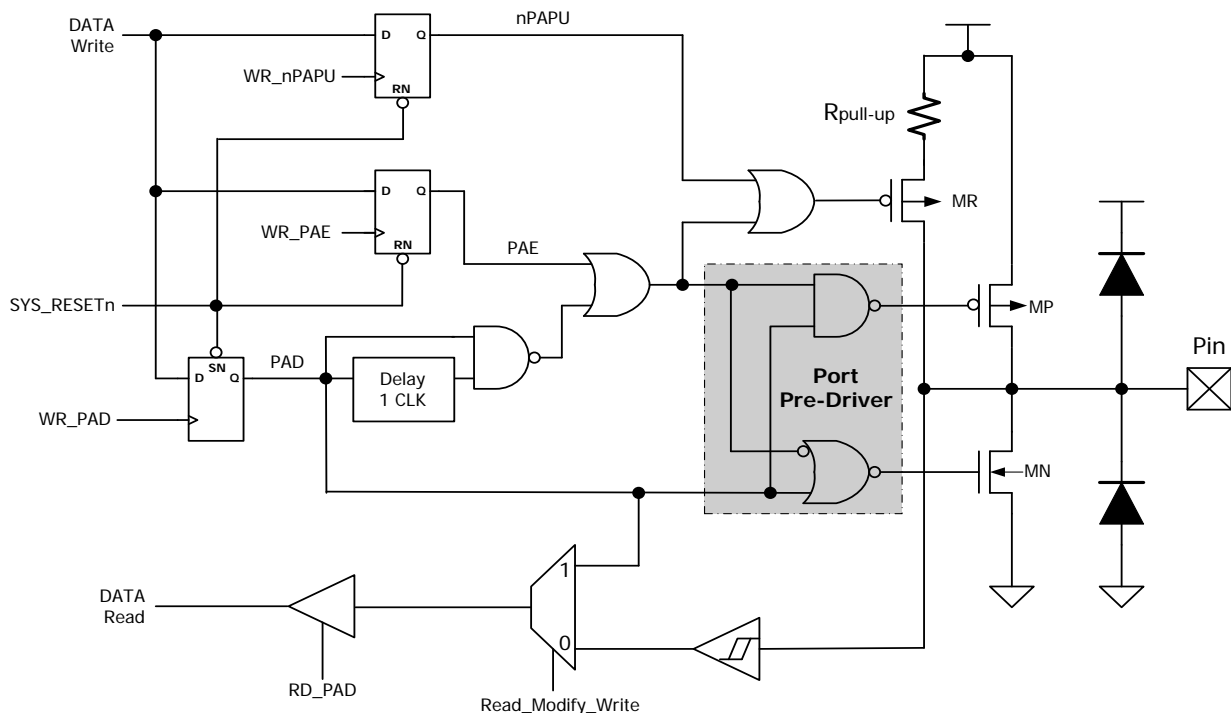 DATA
Write
D
Q
nPAPU
WR_nPAPU
RN
Rpull-up
D
Q
MR
WR_PAE
PAE
RN
SYS_RESETn
MP
SN
PAD
D
Q
Delay
1 CLK
Port
Pre-Driver
Pin
WR_PAD
MN
1
DATA
Read
0
RD_PAD
Read_Modify_Write